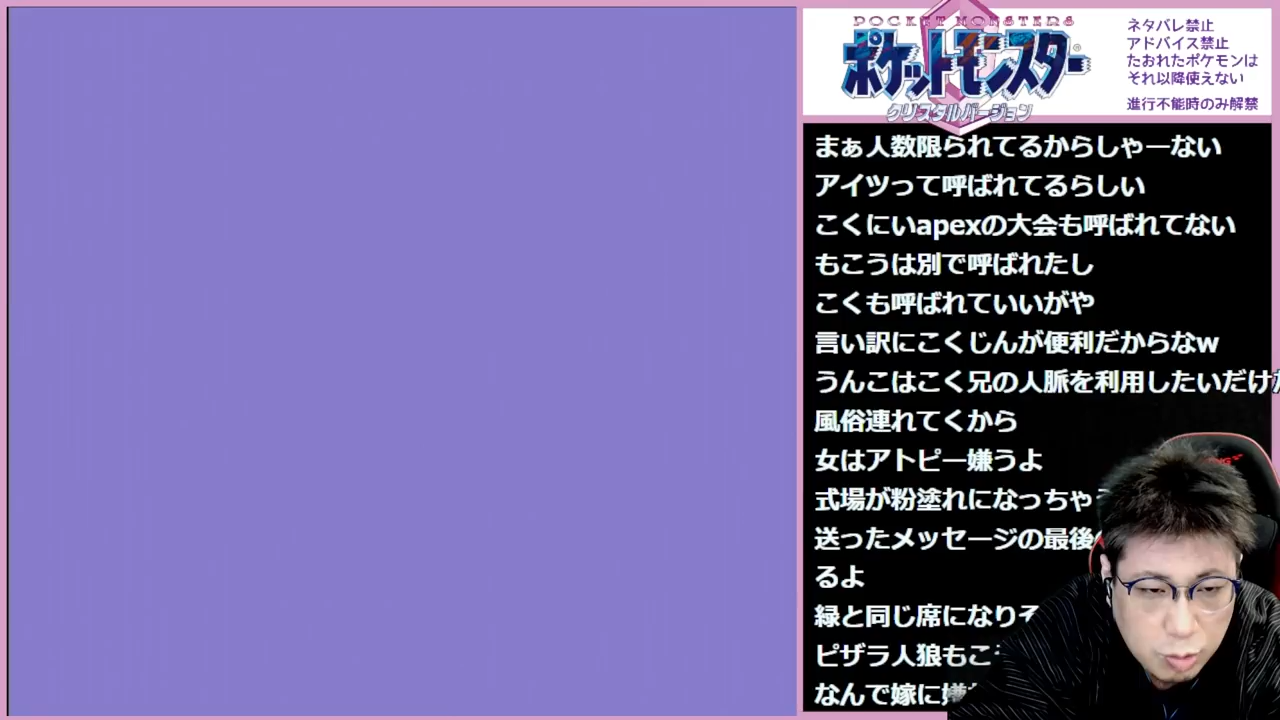 POCKET MONSTERS
ポケットモンスター
クリスタルバージョン
ネタバレ禁止
アドバイス禁止
たおれたポケモンは
それ以降使えない
進行不能時のみ解禁
まぁ人数限られてるからしゃーない
アイツって呼ばれてるらしい
こくにいapexの大会も呼ばれてない
もこうは別で呼ばれたし
こくも呼ばれていいがや
言い訳にこくじんが便利だからなw
うんこはこく兄の人脈を利用したいだけ
風俗連れてくから
女はアトピー嫌うよ
式場が粉塗れになっちゃう
送ったメッセージの最後
るよ
緑と同じ席になりそ
ピザラ人狼もこう
なんで嫁に嫌